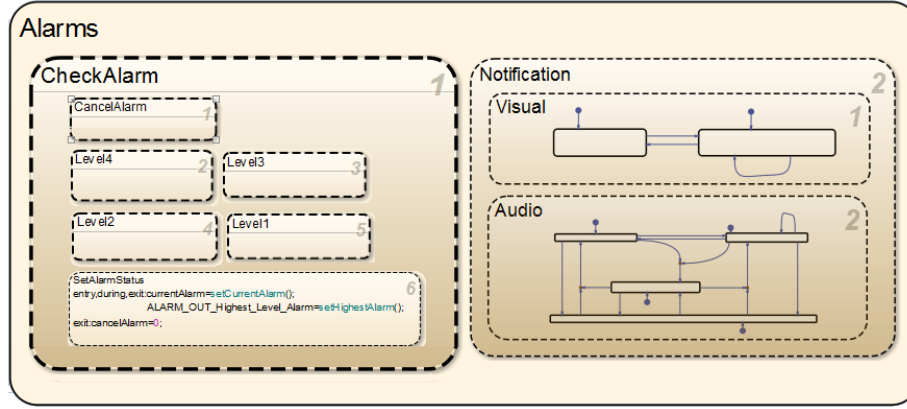 Alarms
CheckAlarm
1
CancelAlarm
1
Level4
2
Level3
3
Level2
4
Level1
5
SetAlarmStatus
6
entry,during,exit:currentAlarm=setCurrentAlarm();
ALARM_OUT_Highest_Level_Alarm=setHighestAlarm();
exit:cancelAlarm=0;
Notification
2
Visual
1
Audio
2